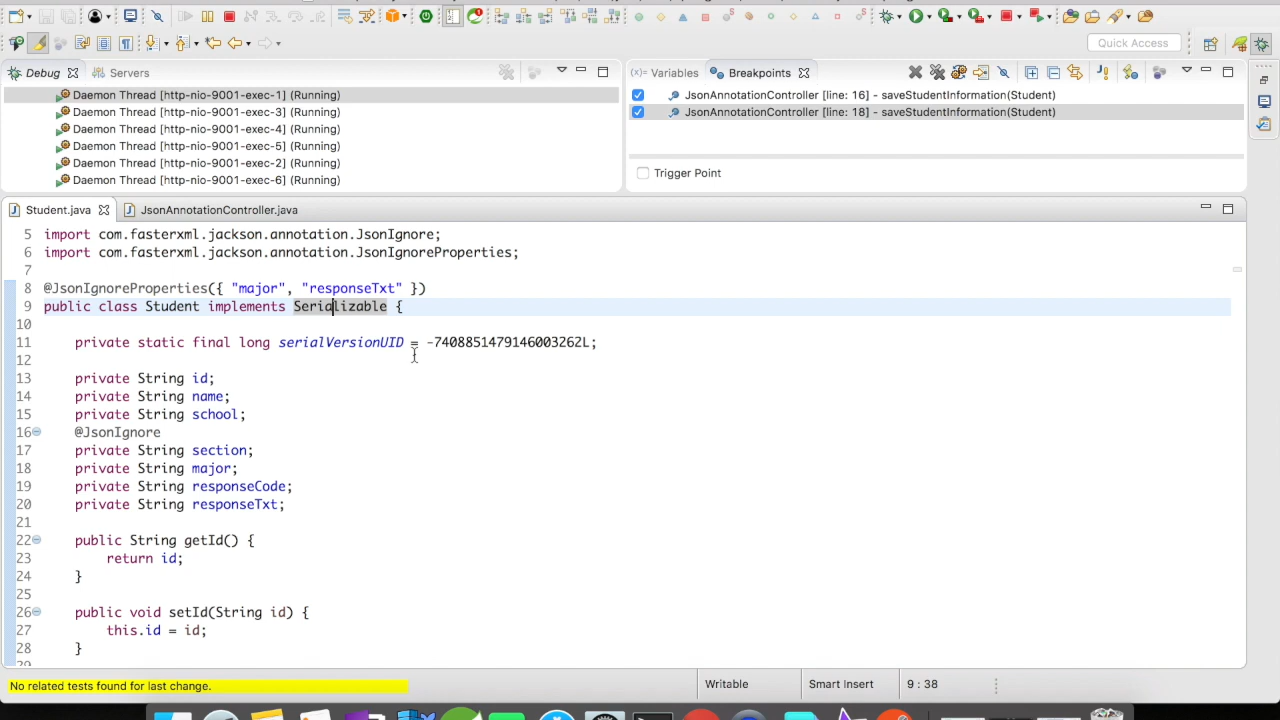 Quick Access
Debug Servers
Daemon Thread [http-nio-9001-exec-1] (Running)
Daemon Thread [http-nio-9001-exec-3] (Running)
Daemon Thread [http-nio-9001-exec-4] (Running)
Daemon Thread [http-nio-9001-exec-5] (Running)
Daemon Thread [http-nio-9001-exec-2] (Running)
Daemon Thread [http-nio-9001-exec-6] (Running)
(x)= Variables Breakpoints
JsonAnnotationController [line: 16] - saveStudentInformation(Student)
JsonAnnotationController [line: 18] - saveStudentInformation(Student)
Trigger Point
Student.java JsonAnnotationController.java
5 import com.fasterxml.jackson.annotation.JsonIgnore;
6 import com.fasterxml.jackson.annotation.JsonIgnoreProperties;
7
8 @JsonIgnoreProperties({ "major", "responseTxt" })
9 public class Student implements Serializable {
10
11 private static final long serialVersionUID = -7408851479146003262L;
12
13 private String id;
14 private String name;
15 private String school;
16 @JsonIgnore
17 private String section;
18 private String major;
19 private String responseCode;
20 private String responseTxt;
21
22 public String getId() {
23 return id;
24 }
25
26 public void setId(String id) {
27 this.id = id;
28 }
29
No related tests found for last change.
Writable Smart Insert 9 : 38